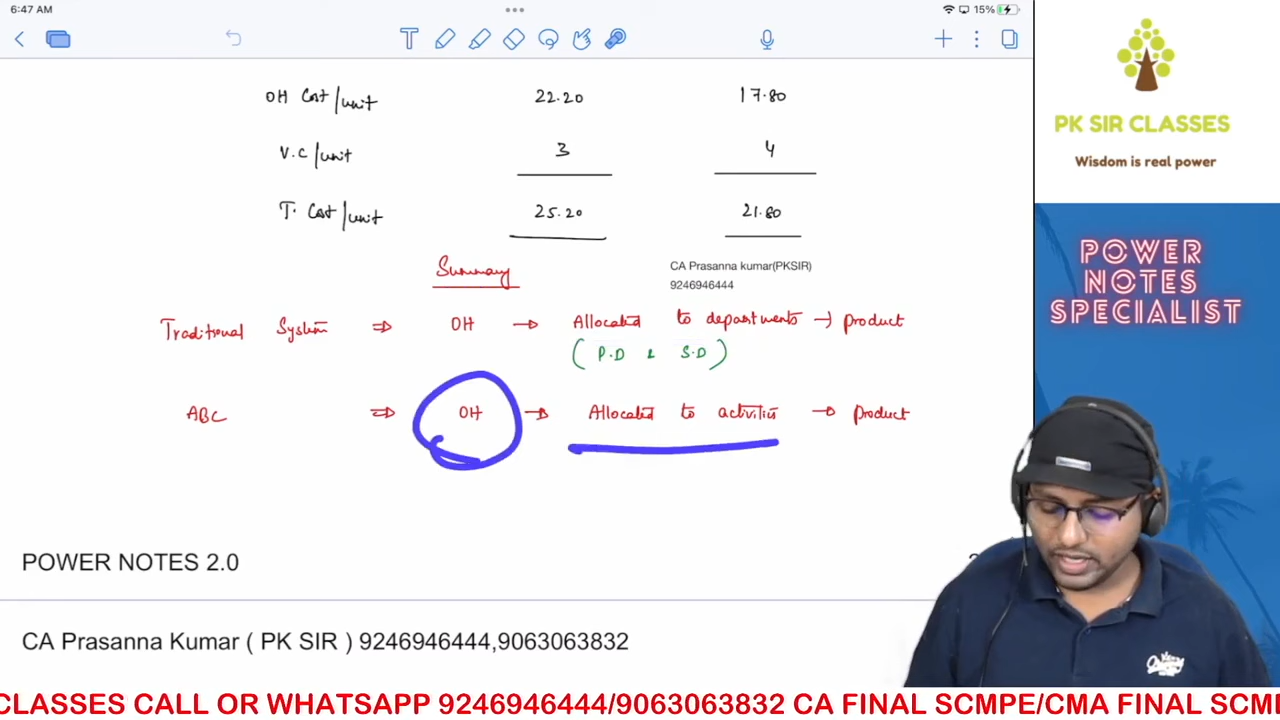 6:47 AM
15%
PK SIR CLASSES
Wisdom is real power
POWER
NOTES
SPECIALIST
OH Cost/unit 22.20 17.80
V.C/unit 3 4
T. Cost/unit 25.20 21.80
Summary
CA Prasanna kumar(PKSIR)
9246946444
Traditional System ⇒ OH → Allocated to departments → product
(P.D & S.D)
ABC ⇒ OH → Allocated to activities → product
POWER NOTES 2.0
CA Prasanna Kumar ( PK SIR ) 9246946444,9063063832
CLASSES CALL OR WHATSAPP 9246946444/9063063832 CA FINAL SCMPE/CMA FINAL SCM